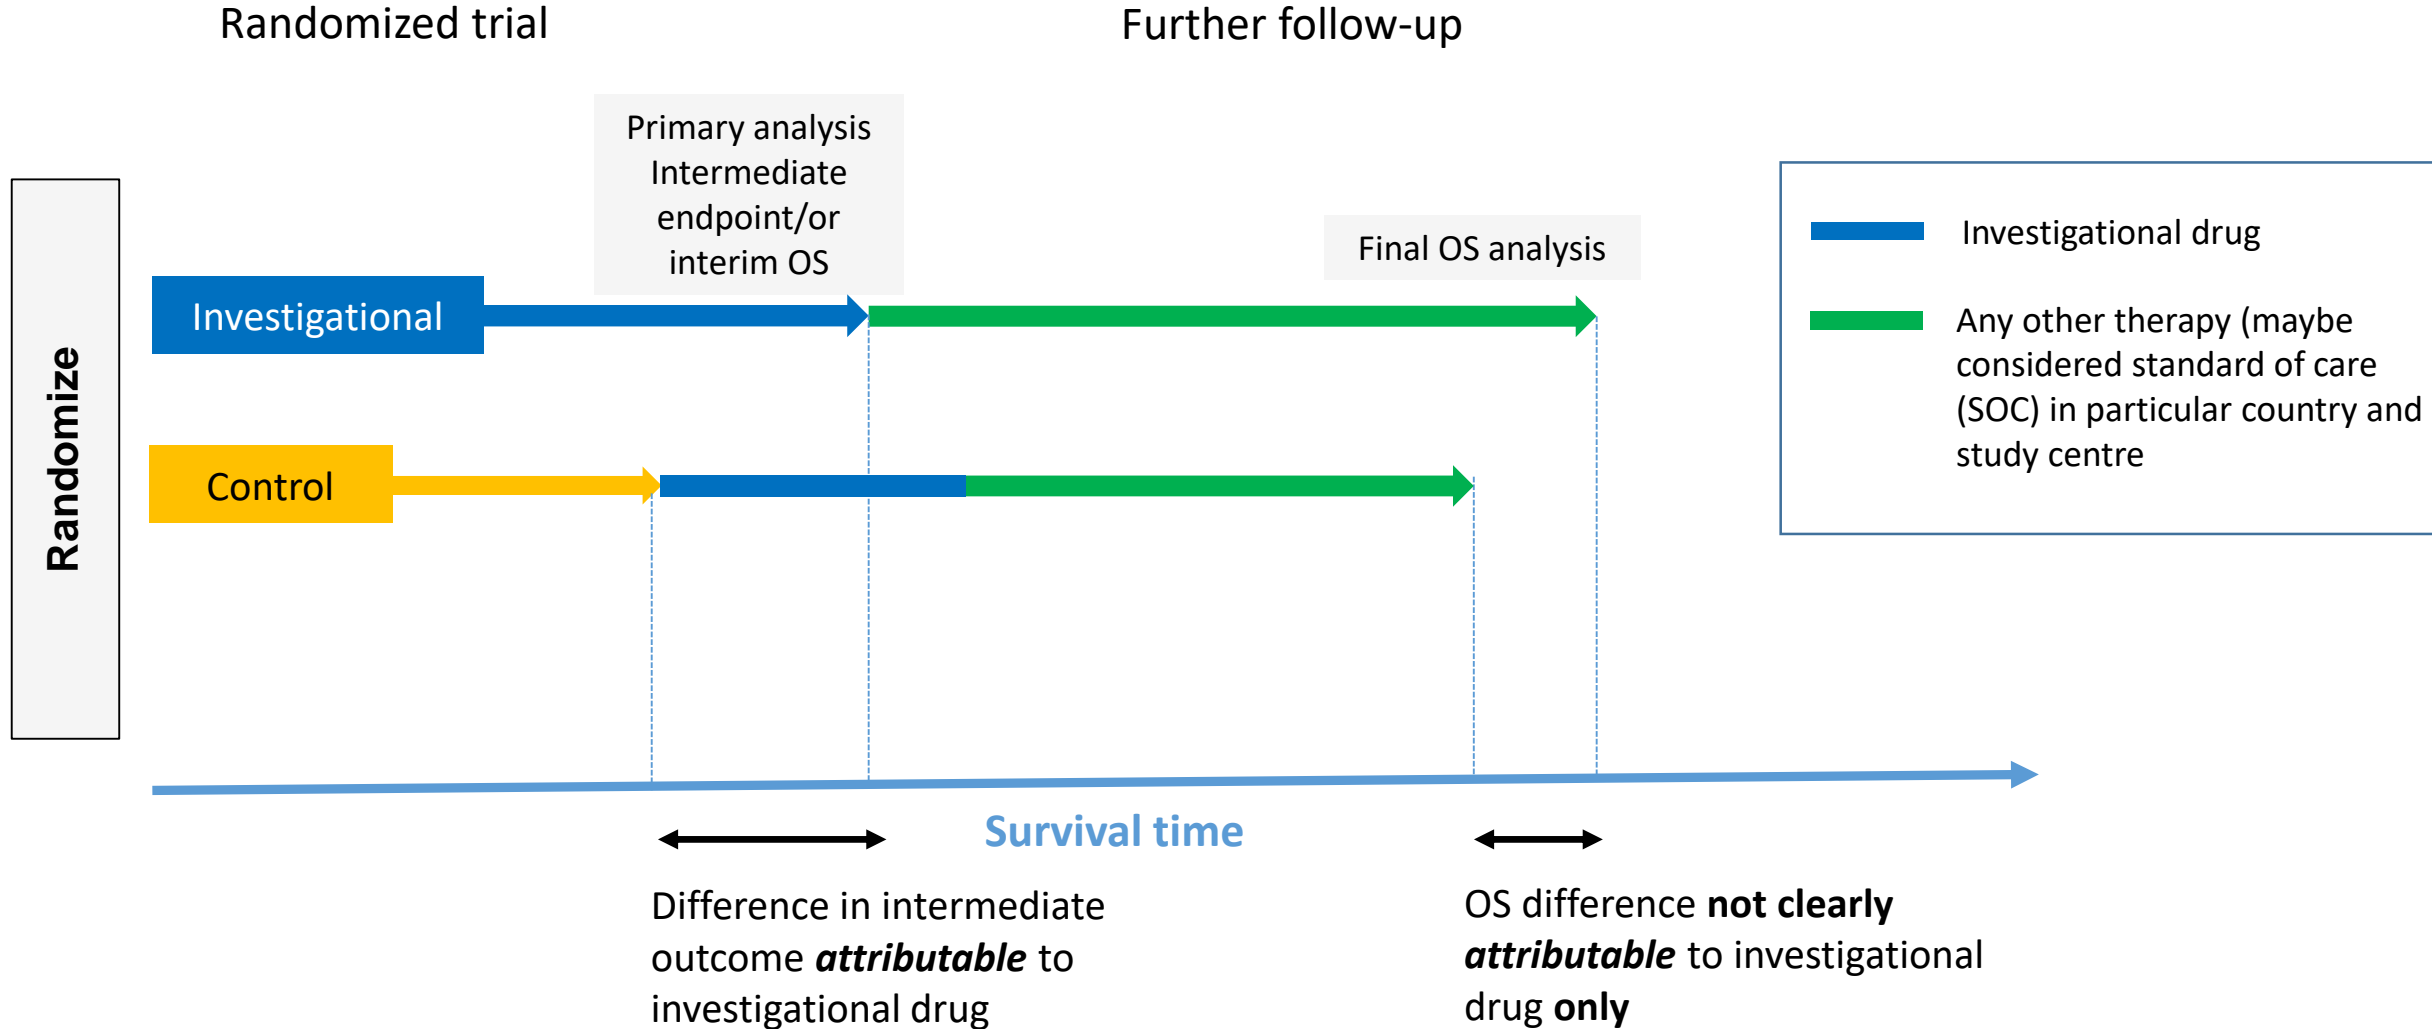 Randomized trial
Further follow-up
Primary analysis
Intermediate
endpoint/or
interim OS
Final OS analysis
Investigational
Control
Randomize
Investigational drug
Any other therapy (maybe
considered standard of care
(SOC) in particular country and
study centre
Survival time
Difference in intermediate
outcome attributable to
investigational drug
OS difference not clearly
attributable to investigational
drug only